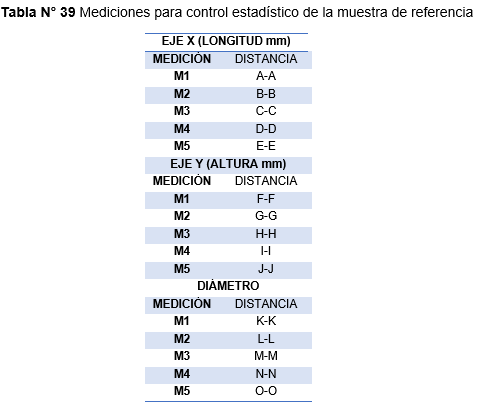 Tabla N° 39 Mediciones para control estadístico de la muestra de referencia
EJE X (LONGITUD mm)
MEDICIÓN DISTANCIA
M1 A-A
M2 B-B
M3 C-C
M4 D-D
M5 E-E
EJE Y (ALTURA mm)
MEDICIÓN DISTANCIA
M1 F-F
M2 G-G
M3 H-H
M4 I-I
M5 J-J
DIÁMETRO
MEDICIÓN DISTANCIA
M1 K-K
M2 L-L
M3 M-M
M4 N-N
M5 O-O